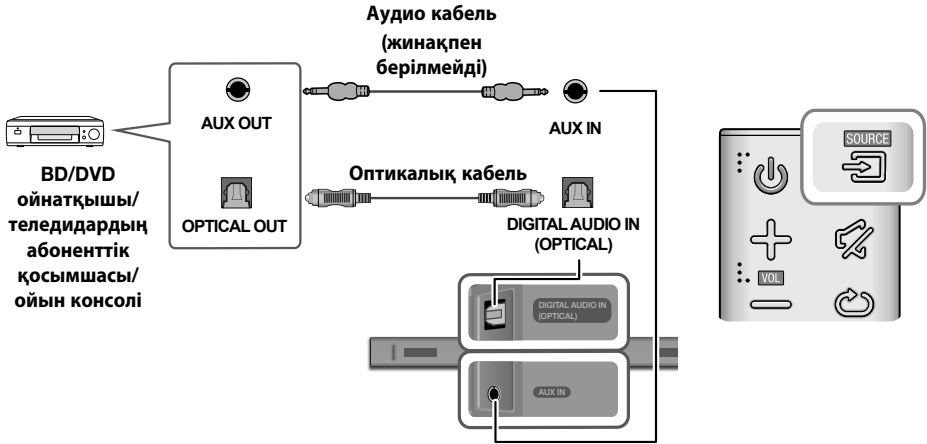 Аудио кабель
(жинақпен
берілмейді)
AUX OUT
AUX IN
BD/DVD
ойнатқышы/
теледидардың
абоненттік
қосымшасы/
ойын консолі
OPTICAL OUT
Оптикалық кабель
DIGITAL AUDIO IN
(OPTICAL)
DIGITAL AUDIO IN
(OPTICAL)
AUX IN
SOURCE
VOL